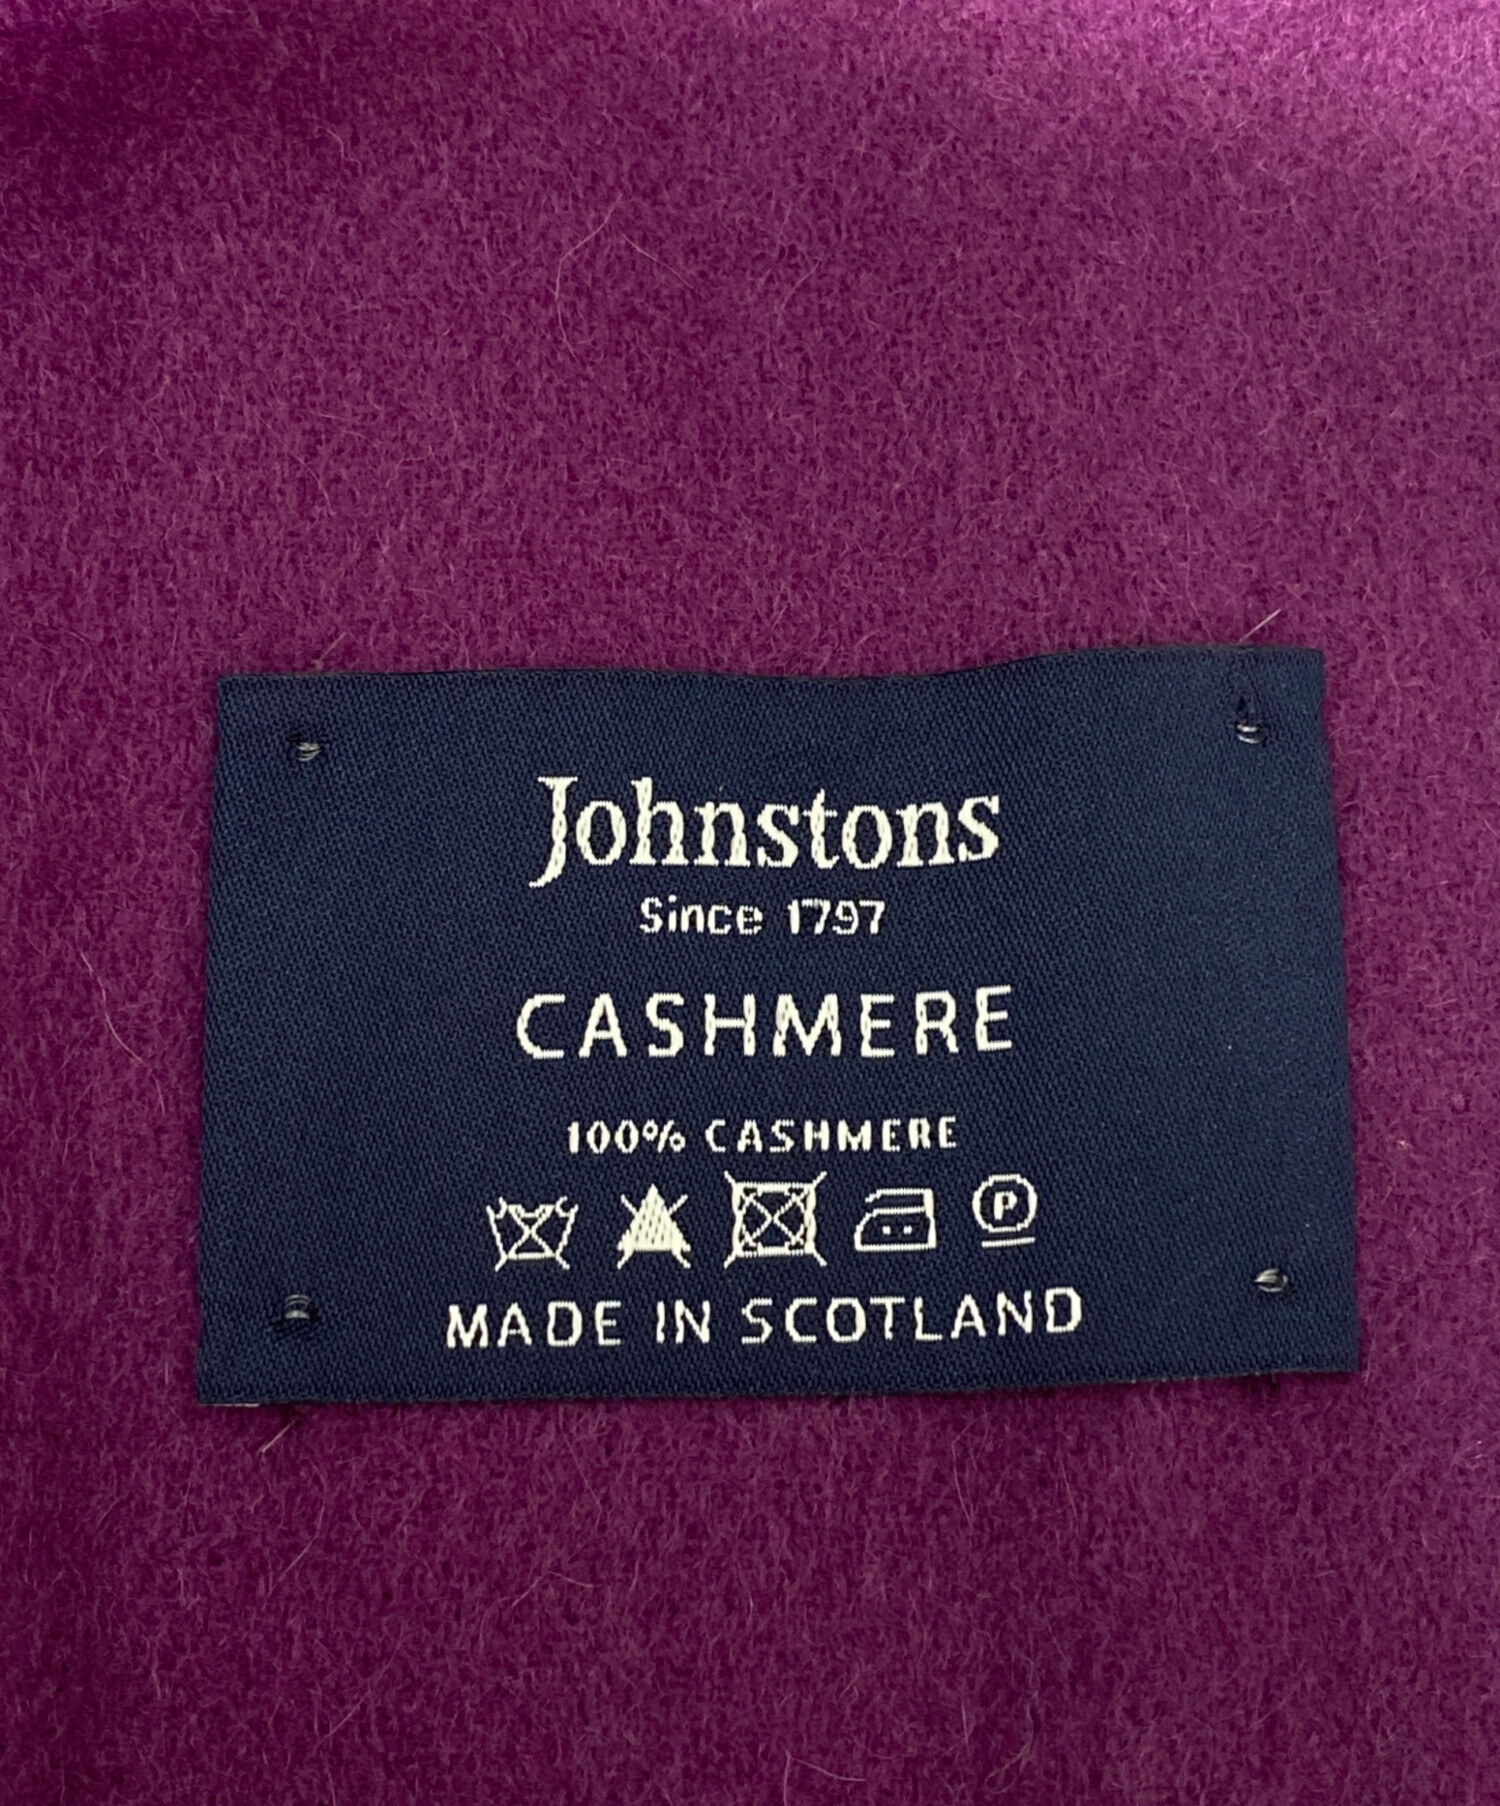 Johnstons
Since 1797
CASHMERE
100% CASHMERE
P
MADE IN SCOTLAND